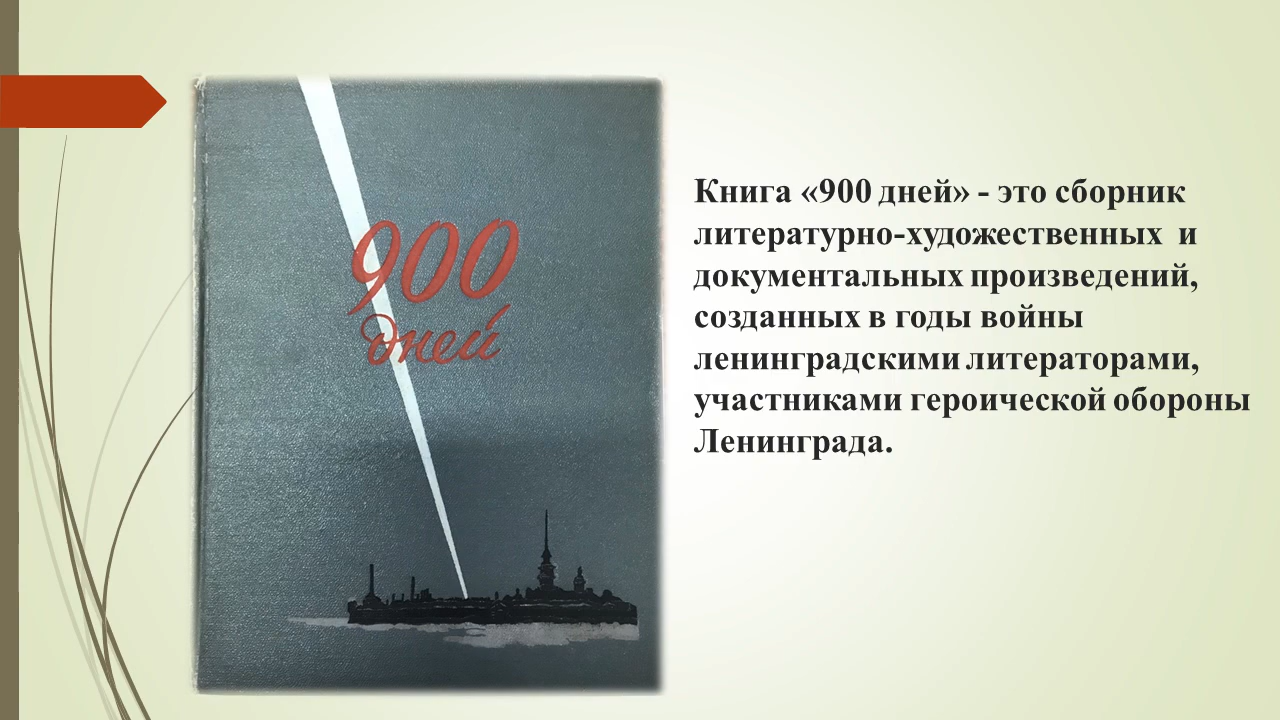 900
дней
Книга «900 дней» - это сборник
литературно-художественных и
документальных произведений,
созданных в годы войны
ленинградскими литераторами,
участниками героической обороны
Ленинграда.